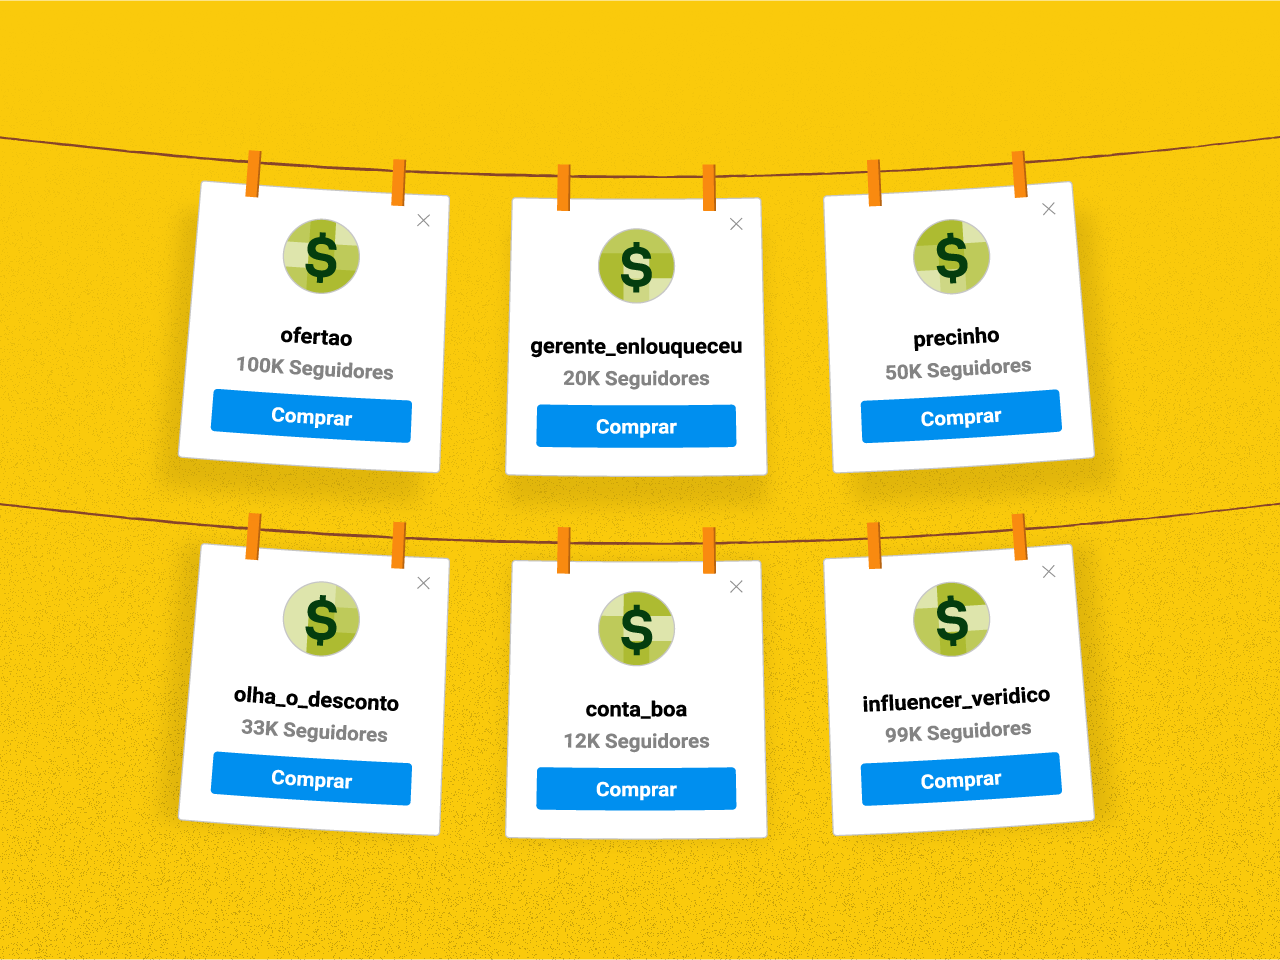 $
ofertao
100K Seguidores
Comprar
$
gerente_enlouqueceu
20K Seguidores
Comprar
$
precinho
50K Seguidores
Comprar
$
olha_o_desconto
33K Seguidores
Comprar
$
conta_boa
12K Seguidores
Comprar
$
influencer_veridico
99K Seguidores
Comprar